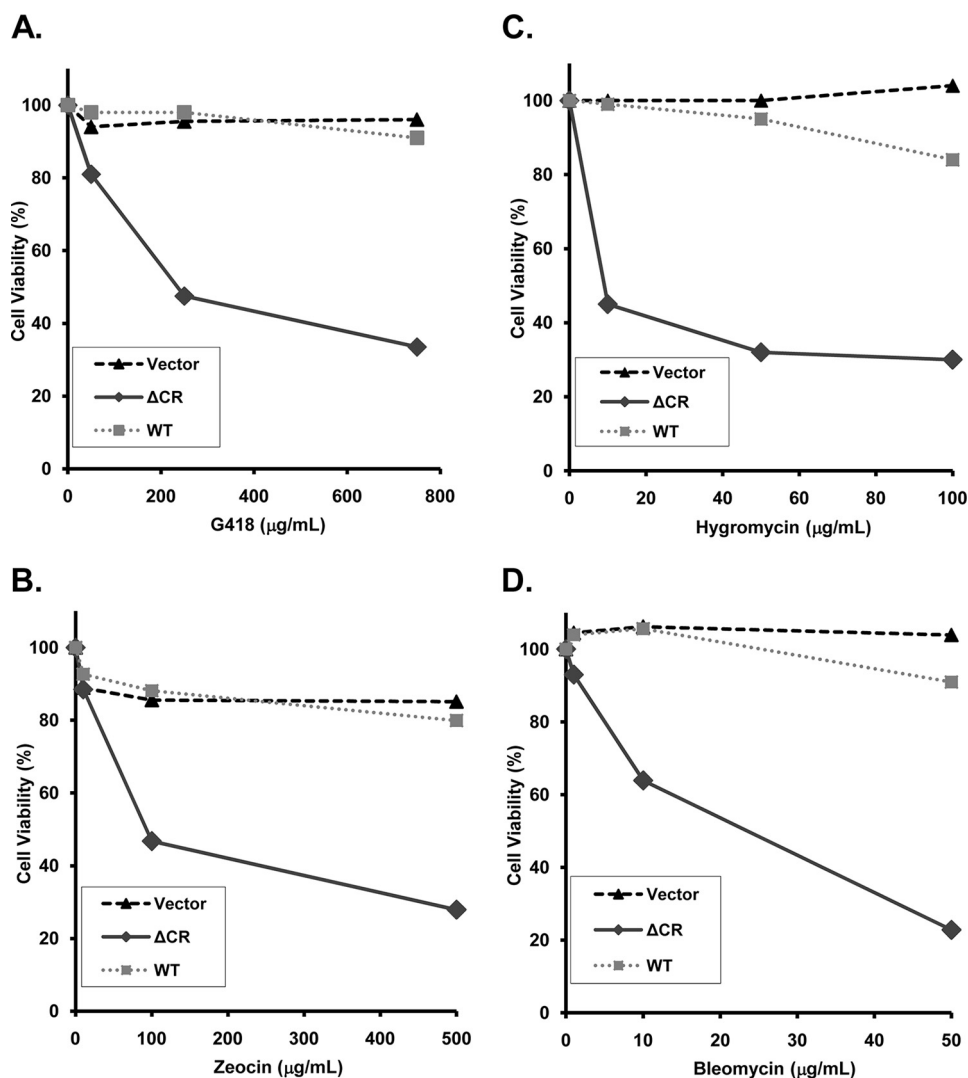 A.
100
80
60
40
20
0
Cell Viability (%)
Vector
ΔCR
WT
0 200 400 600 800
G418 (μg/mL)
C.
100
80
60
40
20
0
Cell Viability (%)
Vector
ΔCR
WT
0 20 40 60 80 100
Hygromycin (μg/mL)
B.
100
80
60
40
20
0
Cell Viability (%)
Vector
ΔCR
WT
0 100 200 300 400 500
Zeocin (μg/mL)
D.
100
80
60
40
20
0
Cell Viability (%)
Vector
ΔCR
WT
0 10 20 30 40 50
Bleomycin (μg/mL)